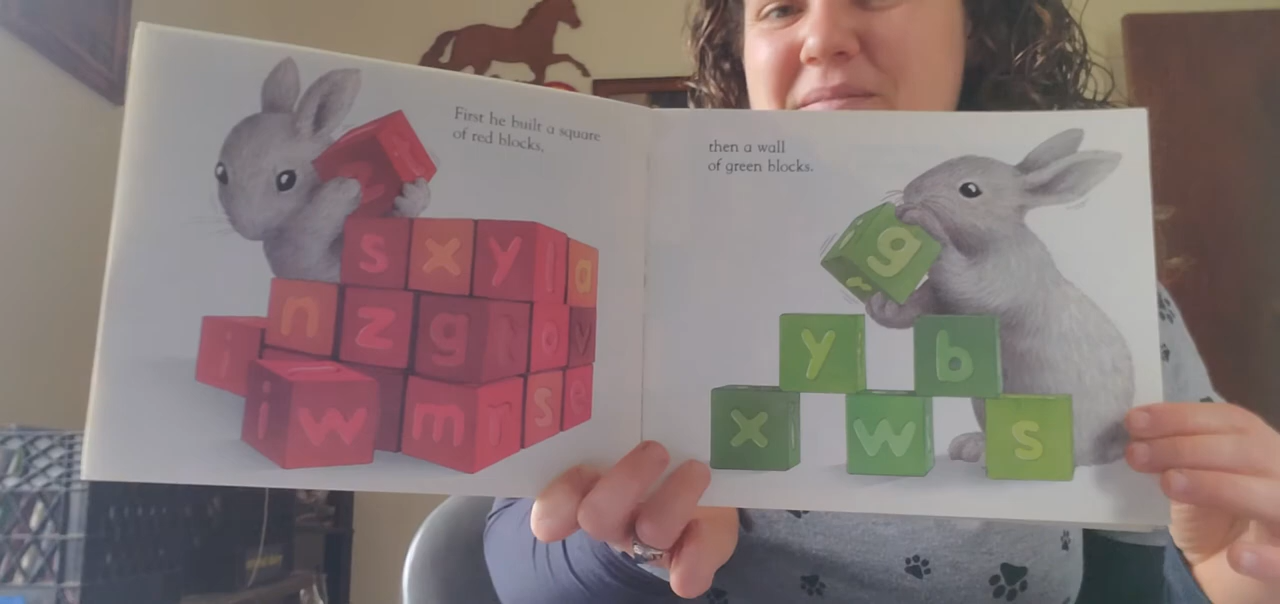 First he built a square
of red blocks,
then a wall
of green blocks.
s x y l a
n z g o v
i i w m r s e
g
y b
x w s